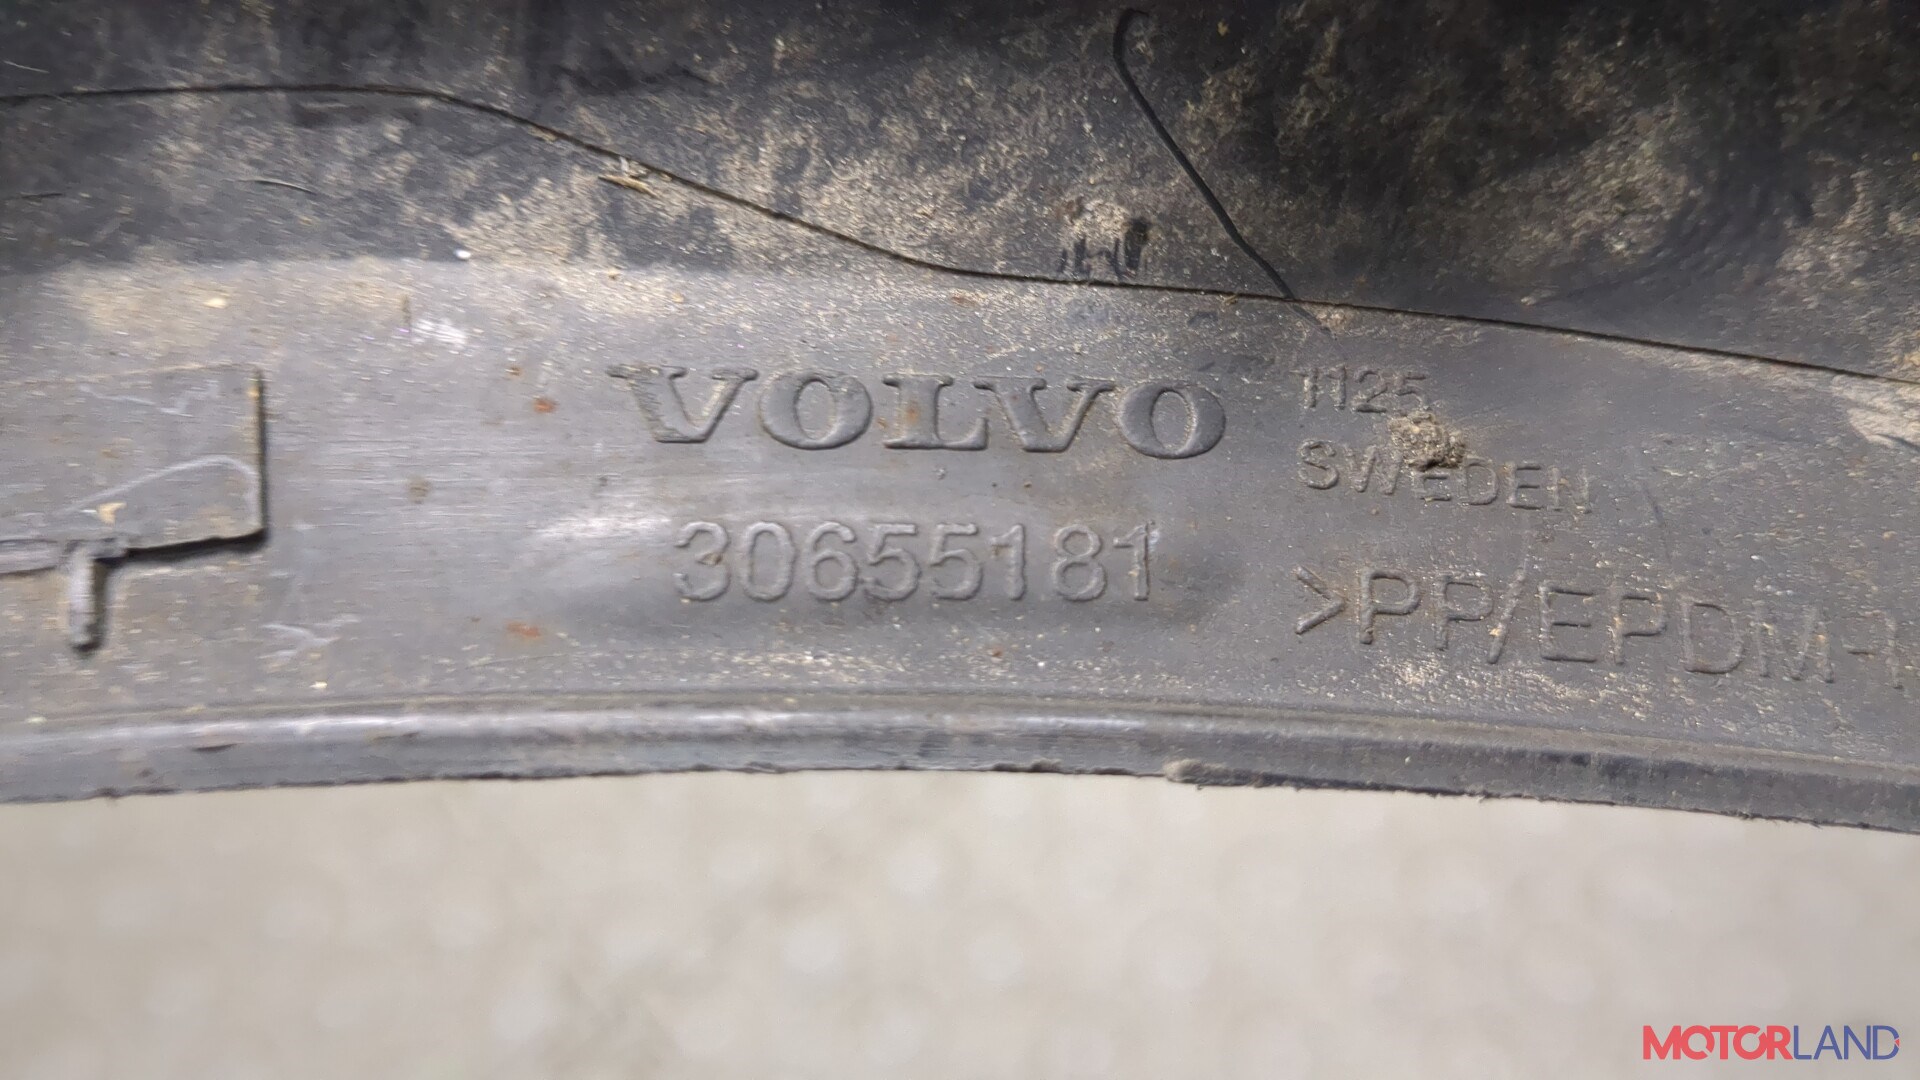 VOLVO
30655181
1125
SWEDEN
>PP/EPDM-
MOTORLAND